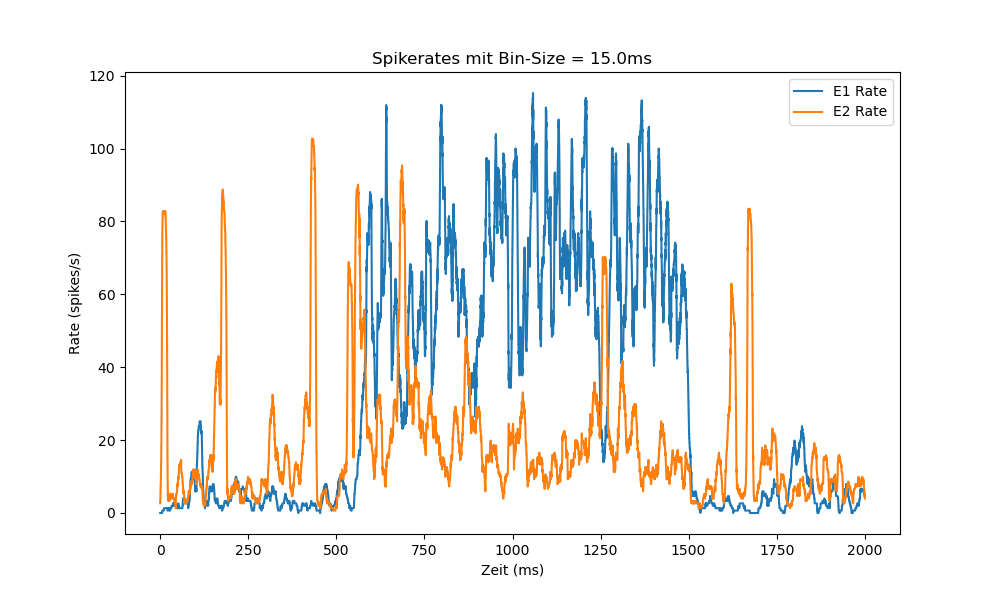 Spikerates mit Bin-Size = 15.0ms
E1 Rate
E2 Rate
120
100
80
60
40
20
0
Rate (spikes/s)
0 250 500 750 1000 1250 1500 1750 2000
Zeit (ms)